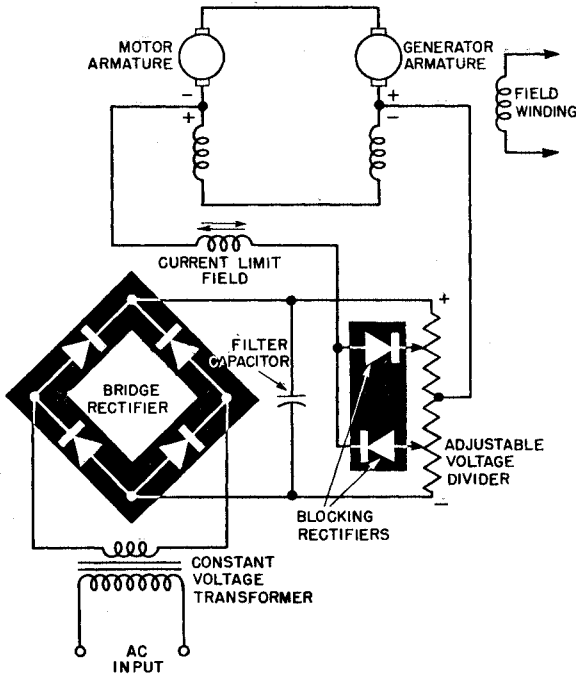 MOTOR
ARMATURE
GENERATOR
ARMATURE
FIELD
WINDING
−
+
+
−
CURRENT LIMIT
FIELD
FILTER
CAPACITOR
BRIDGE
RECTIFIER
+
−
ADJUSTABLE
VOLTAGE
DIVIDER
BLOCKING
RECTIFIERS
CONSTANT
VOLTAGE
TRANSFORMER
AC
INPUT